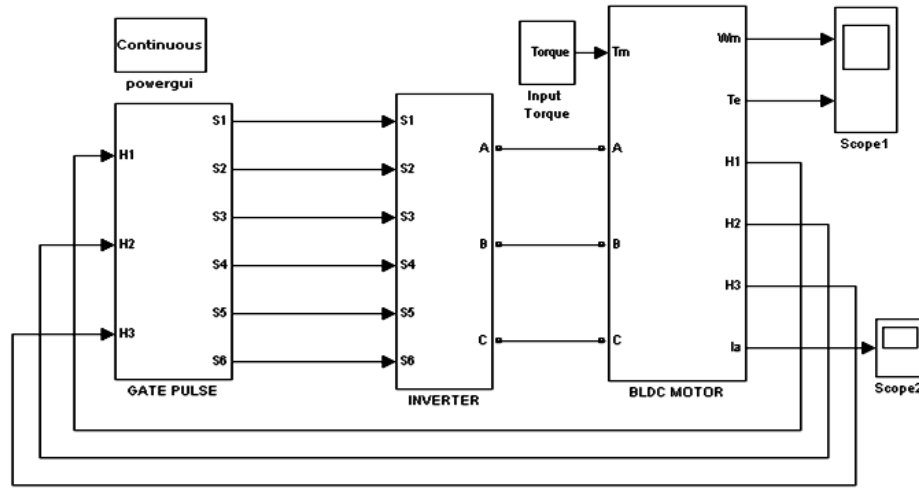 Continuous
powergui
H1
H2
H3
S1
S2
S3
S4
S5
S6
GATE PULSE
S1
S2
S3
S4
S5
S6
A
B
C
INVERTER
Torque
Input
Torque
Tm
A
B
C
Wm
Te
H1
H2
H3
Ia
BLDC MOTOR
Scope1
Scope2